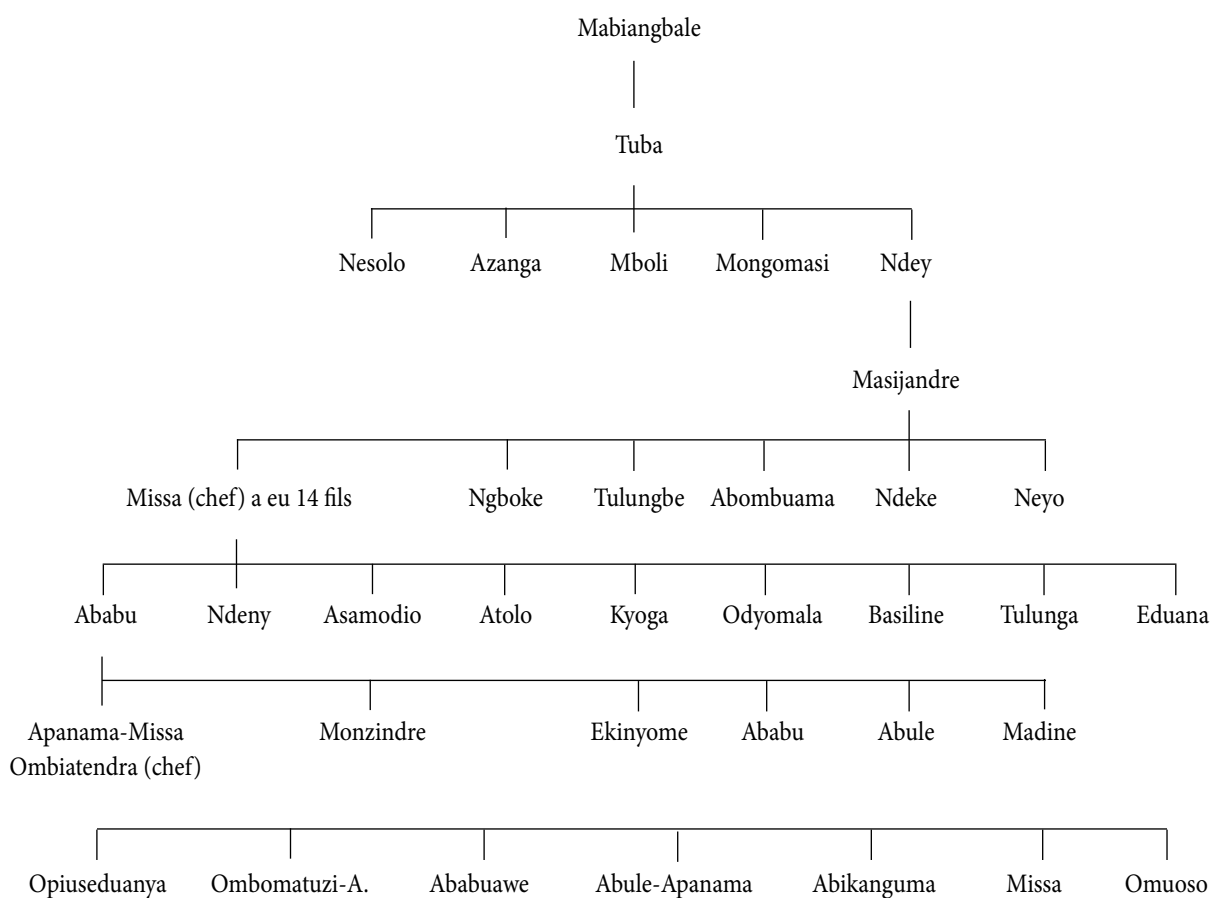 Mabiangbale
Tuba
Nesolo Azanga Mboli Mongomasi Ndey
Masijandre
Missa (chef) a eu 14 fils Ngboke Tulungbe Abombuama Ndeke Neyo
Ababu Ndeny Asamodio Atolo Kyoga Odyomala Basiline Tulunga Eduana
Apanama-Missa Monzindre Ekinyome Ababu Abule Madine
Ombiatendra (chef)
Opiuseduanya Ombomatuzi-A. Ababuawe Abule-Apanama Abikanguma Missa Omuoso